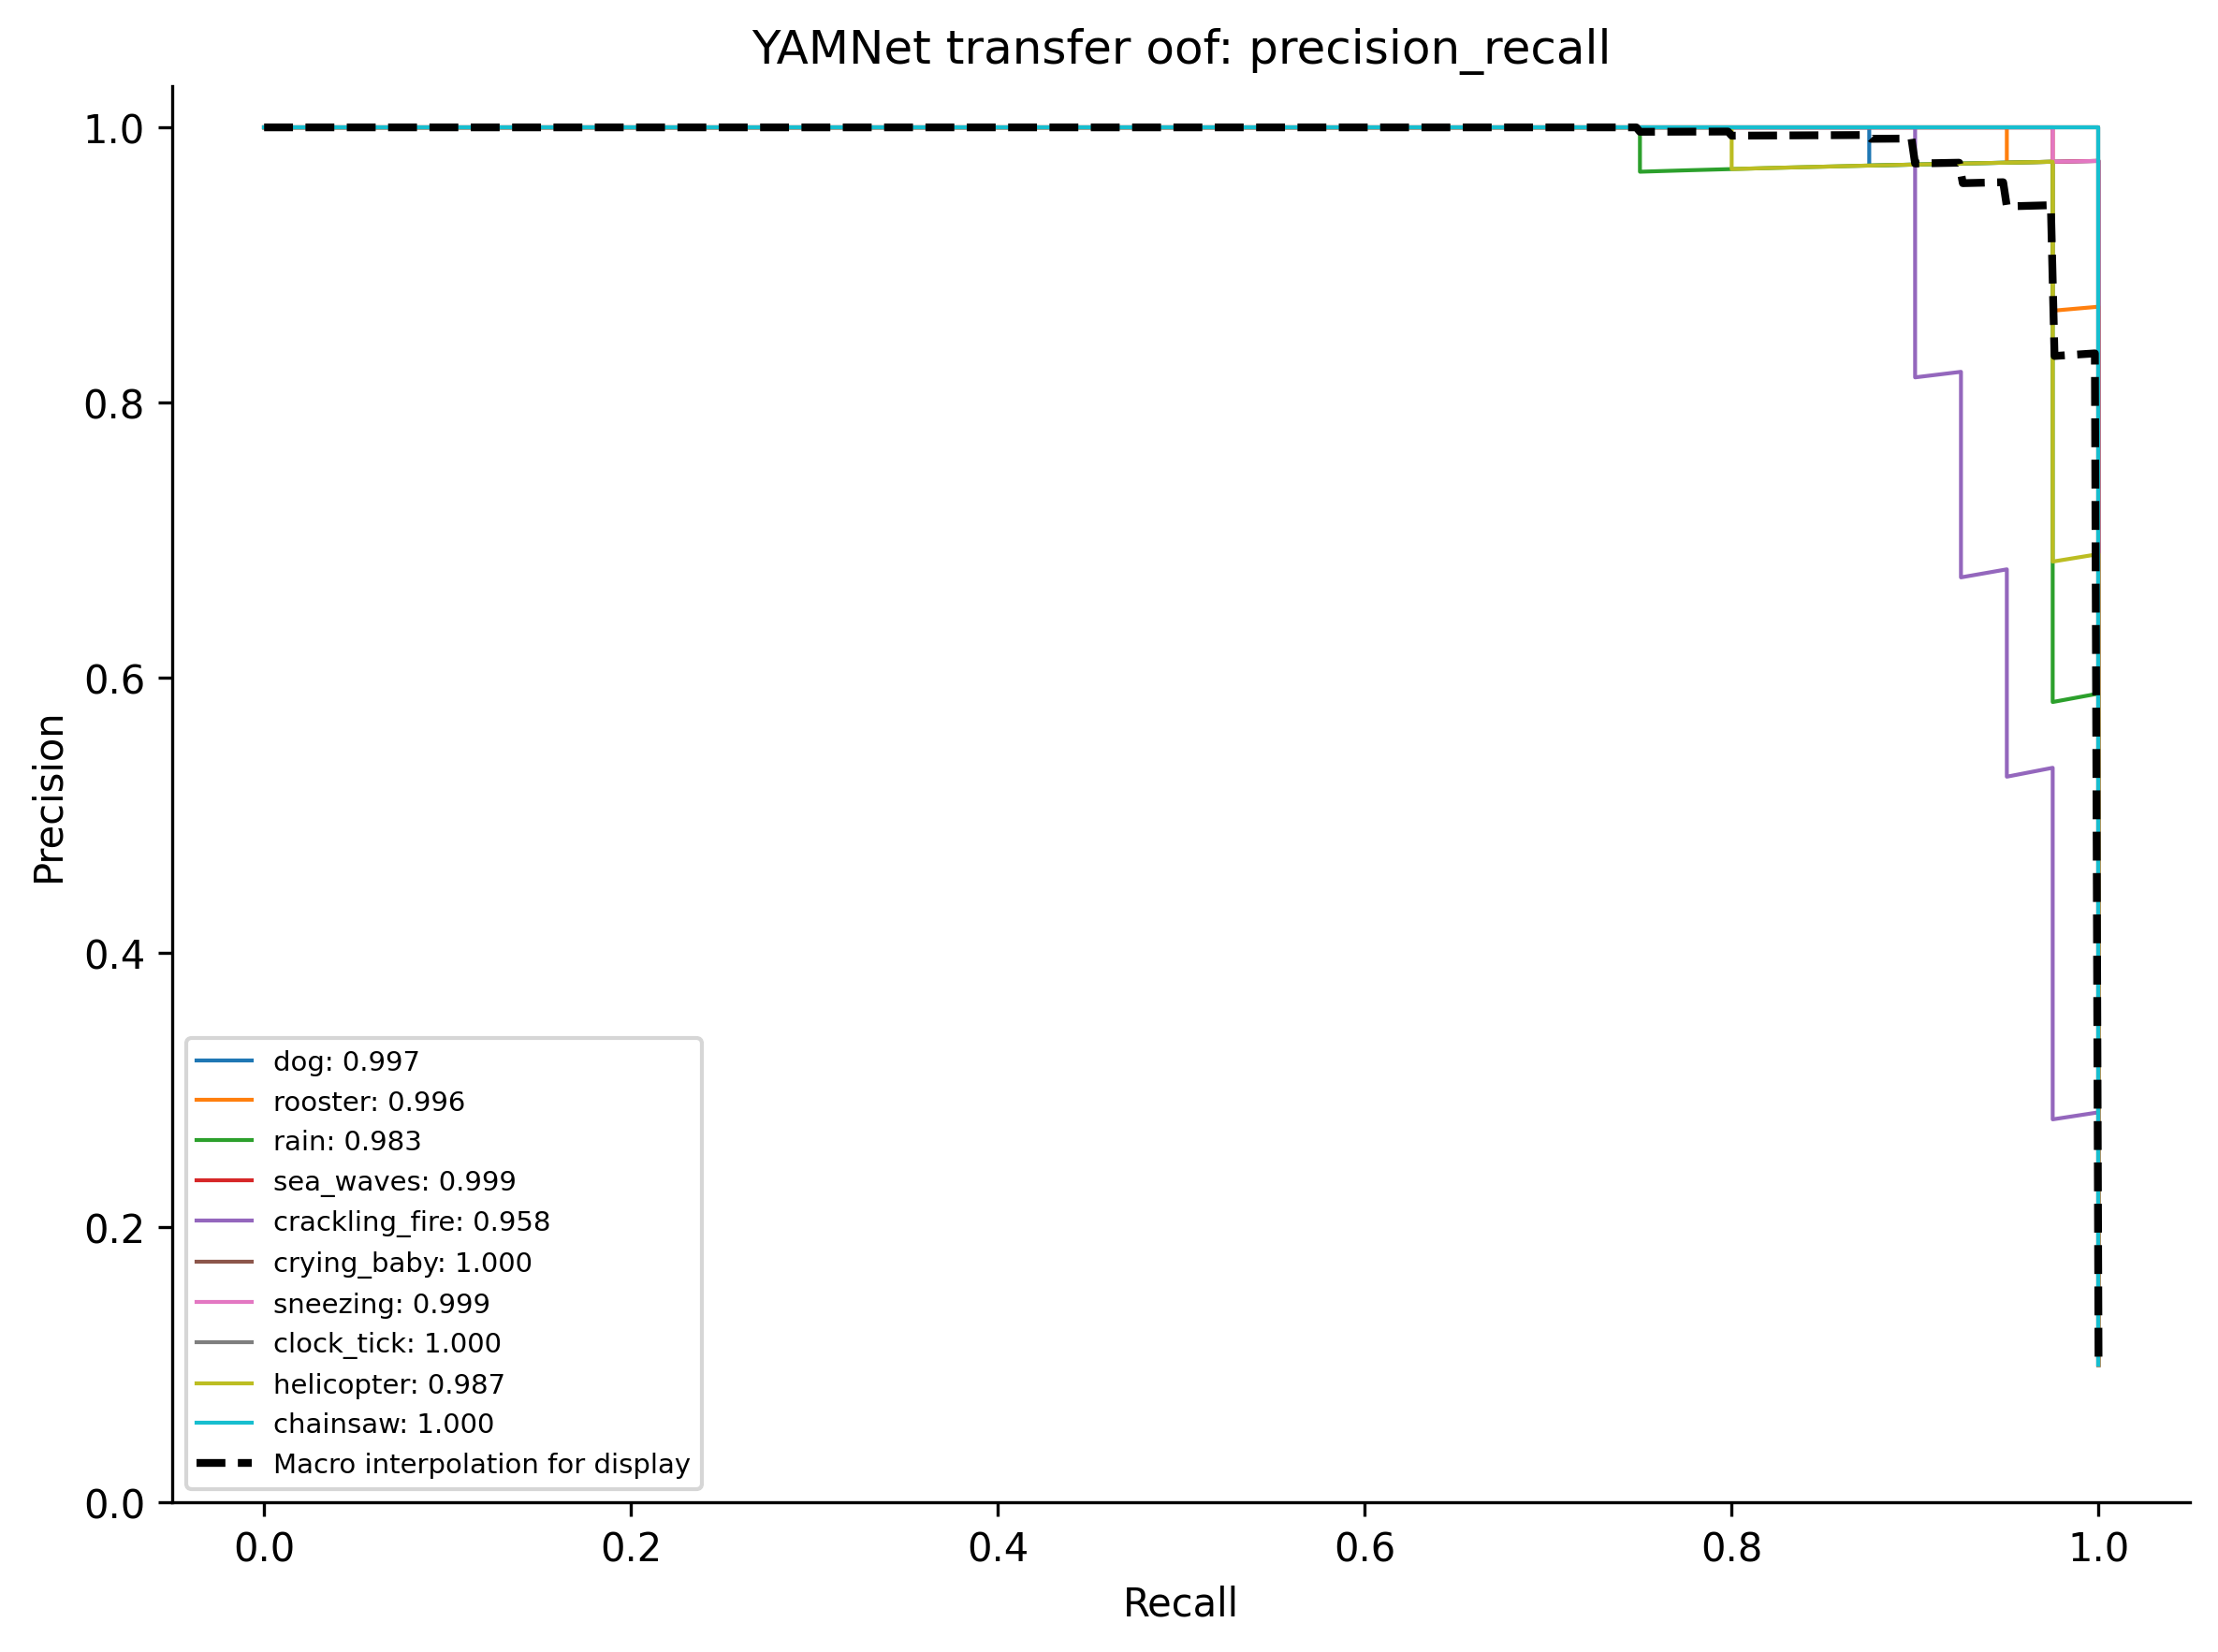 YAMNet transfer oof: precision_recall
1.0
0.8
0.6
0.4
0.2
0.0
Precision
dog: 0.997
rooster: 0.996
rain: 0.983
sea_waves: 0.999
crackling_fire: 0.958
crying_baby: 1.000
sneezing: 0.999
clock_tick: 1.000
helicopter: 0.987
chainsaw: 1.000
Macro interpolation for display
0.0 0.2 0.4 0.6 0.8 1.0
Recall